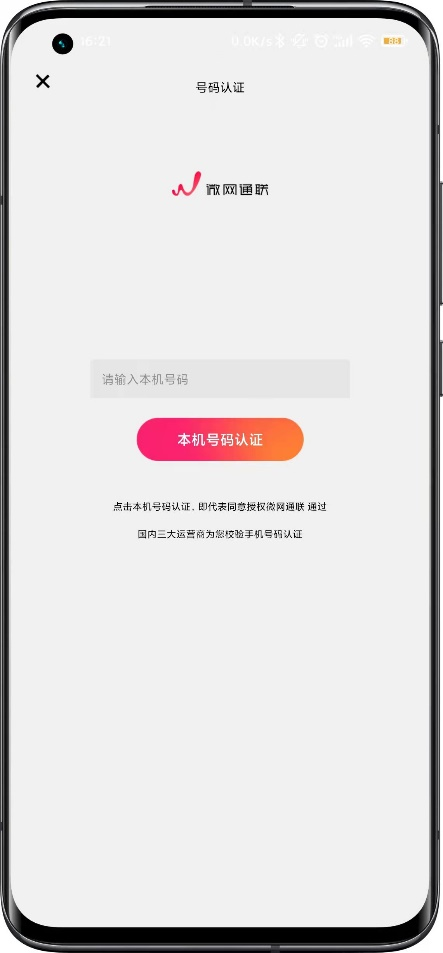 16:21 0.0K/s 88
号码认证
微网通联
请输入本机号码
本机号码认证
点击本机号码认证，即代表同意授权微网通联 通过
国内三大运营商为您校验手机号码认证